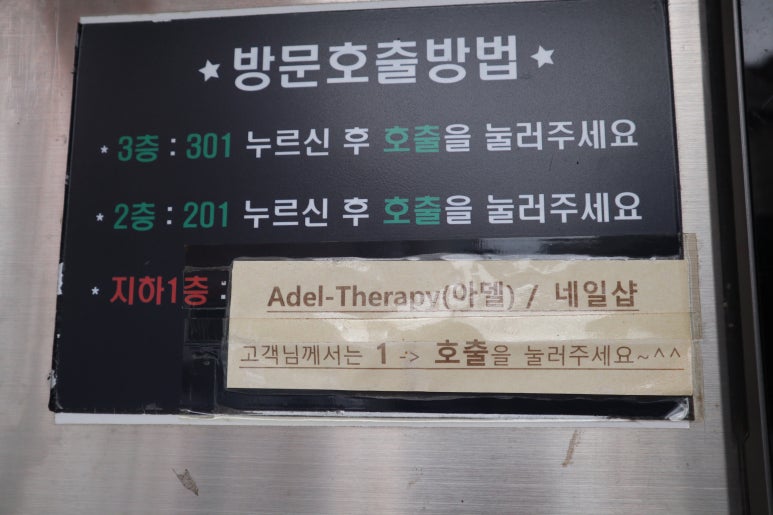 ★방문호출방법★
* 3층 : 301 누르신 후 호출을 눌러주세요
* 2층 : 201 누르신 후 호출을 눌러주세요
* 지하1층 :
Adel-Therapy(아델) / 네일샵
고객님께서는 1 -> 호출을 눌러주세요~^^